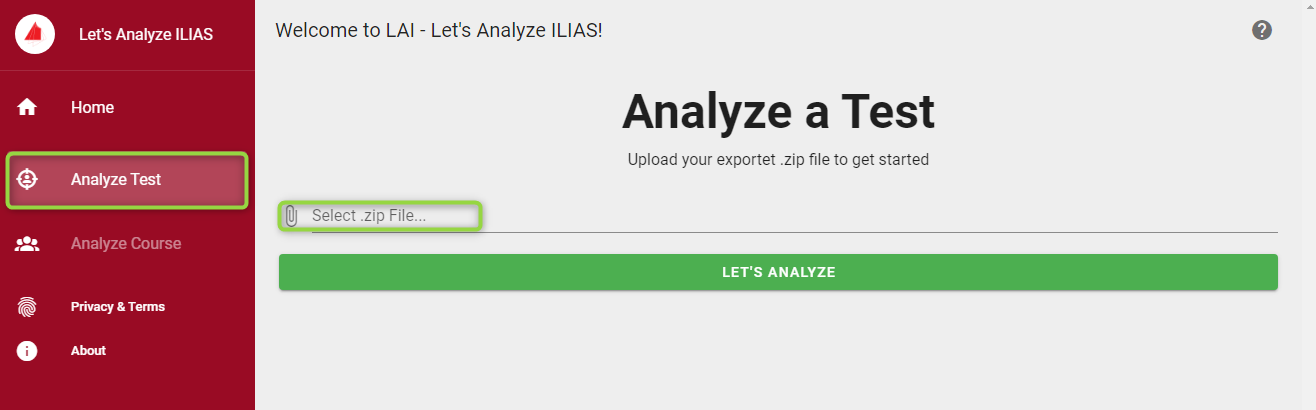 Let's Analyze ILIAS
Home
Analyze Test
Analyze Course
Privacy & Terms
About
Welcome to LAI - Let's Analyze ILIAS!
Analyze a Test
Upload your exportet .zip file to get started
Select .zip File...
LET'S ANALYZE